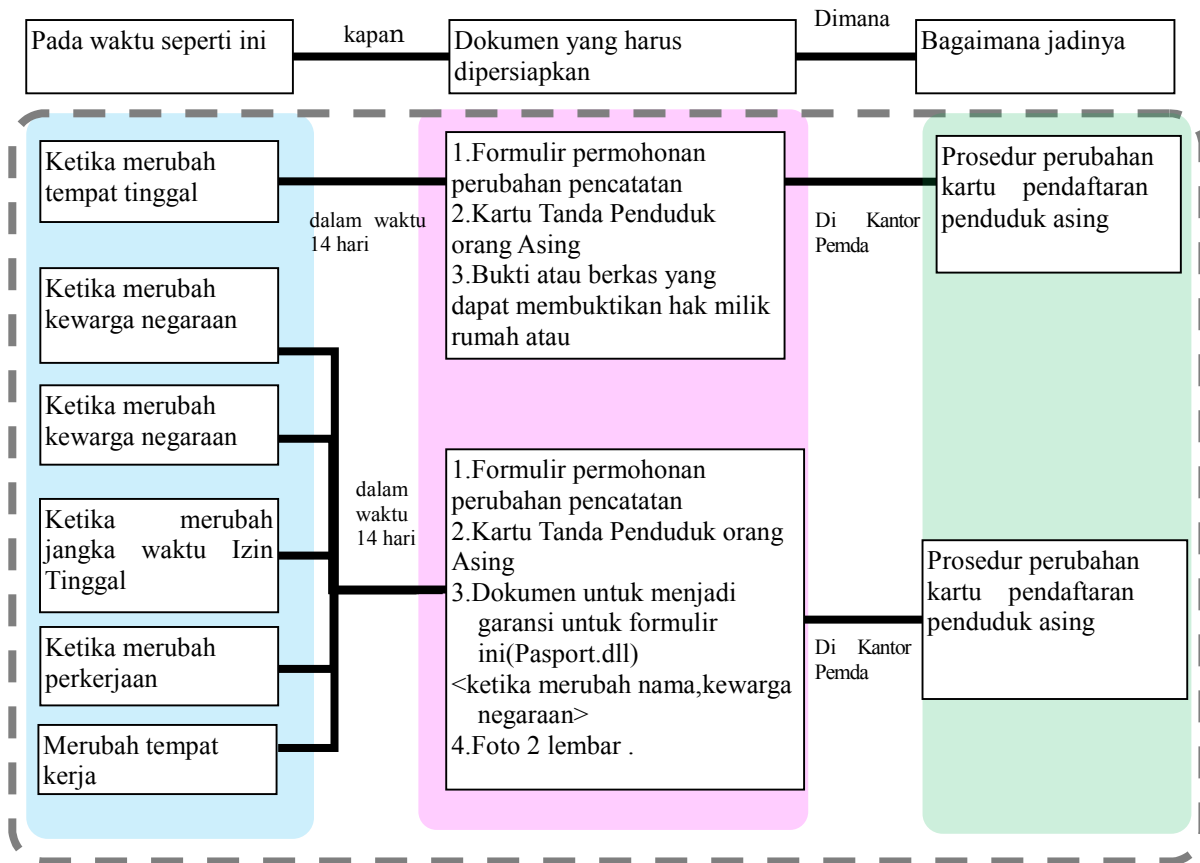 Pada waktu seperti ini
kapan
Dokumen yang harus
dipersiapkan
Dimana
Bagaimana jadinya
Ketika merubah
tempat tinggal
dalam waktu
14 hari
1.Formulir permohonan
perubahan pencatatan
2.Kartu Tanda Penduduk
orang Asing
3.Bukti atau berkas yang
dapat membuktikan hak milik
rumah atau
Di Kantor
Pemda
Prosedur perubahan
kartu pendaftaran
penduduk asing
Ketika merubah
kewarga negaraan
Ketika merubah
kewarga negaraan
Ketika merubah
jangka waktu Izin
Tinggal
Ketika merubah
perkerjaan
Merubah tempat
kerja
dalam
waktu
14 hari
1.Formulir permohonan
perubahan pencatatan
2.Kartu Tanda Penduduk orang
Asing
3.Dokumen untuk menjadi
garansi untuk formulir
ini(Pasport.dll)
<ketika merubah nama,kewarga
negaraan>
4.Foto 2 lembar .
Di Kantor
Pemda
Prosedur perubahan
kartu pendaftaran
penduduk asing